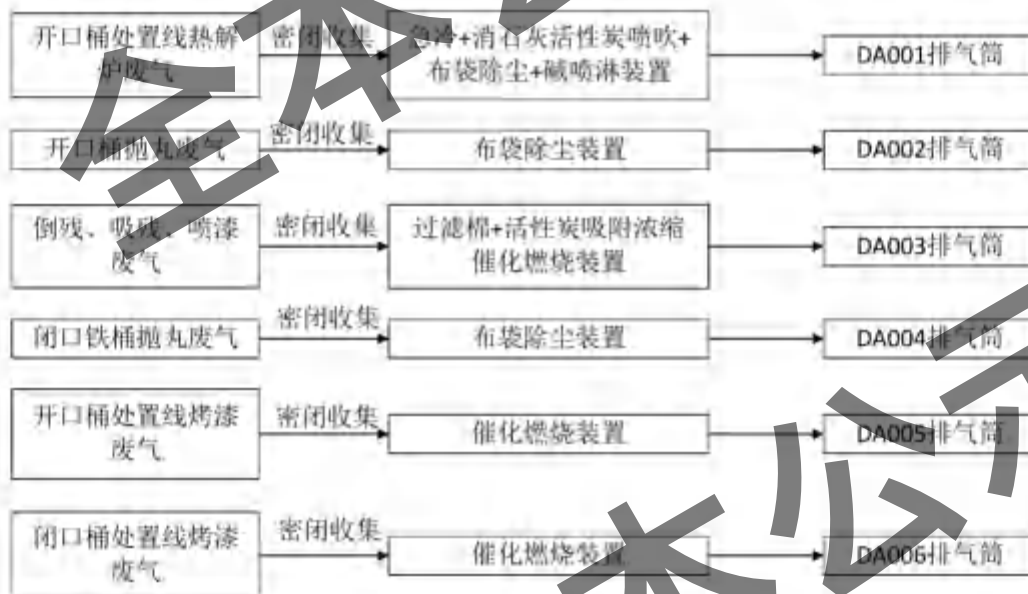 开口桶处置线热解
炉废气
密闭收集
急冷+消石灰活性炭喷吹+
布袋除尘+碱喷淋装置
DA001排气筒
开口桶抛丸废气
密闭收集
布袋除尘装置
DA002排气筒
倒残、吸残、喷漆
废气
密闭收集
过滤棉+活性炭吸附浓缩
催化燃烧装置
DA003排气筒
闭口铁桶抛丸废气
密闭收集
布袋除尘装置
DA004排气筒
开口桶处置线烤漆
废气
密闭收集
催化燃烧装置
DA005排气筒
闭口桶处置线烤漆
废气
密闭收集
催化燃烧装置
DA006排气筒
全本
本公示